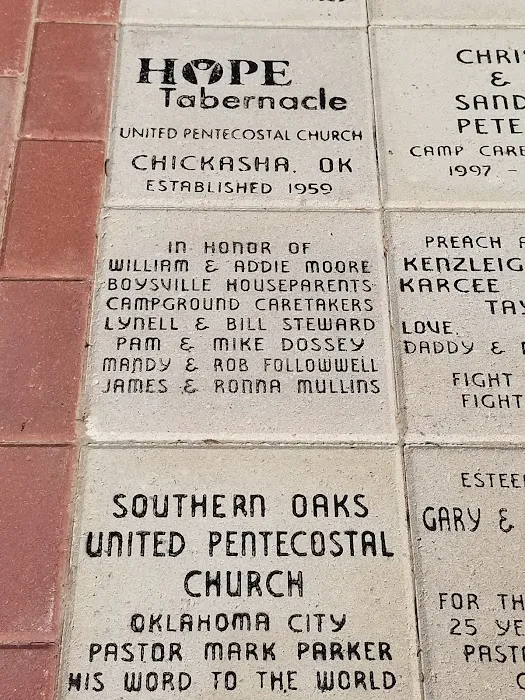 HOPE
Tabernacle
UNITED PENTECOSTAL CHURCH
CHICKASHA, OK
ESTABLISHED 1959
IN HONOR OF
WILLIAM & ADDIE MOORE
BOYSVILLE HOUSEPARENTS
CAMPGROUND CARETAKERS
LYNELL & BILL STEWARD
PAM & MIKE DOSSEY
MANDY & ROB FOLLOWWELL
JAMES & RONNA MULLINS
SOUTHERN OAKS
UNITED PENTECOSTAL
CHURCH
OKLAHOMA CITY
PASTOR MARK PARKER
HIS WORD TO THE WORLD
&
CAMP
1997 -
PREACH
LOVE,
DADDY &
FIGHT
FIGHT
GARY &
FOR
25